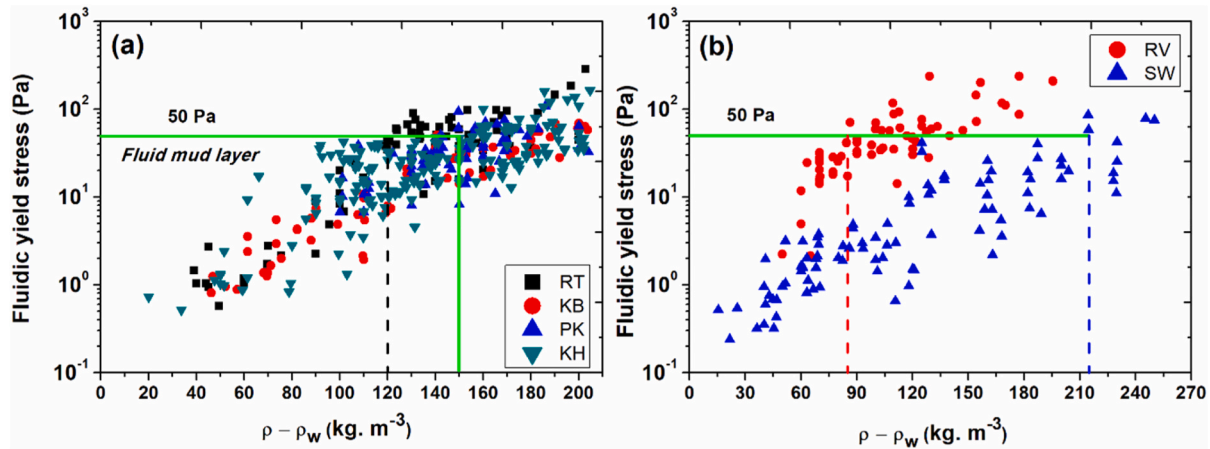 (a)
50 Pa
Fluid mud layer
RT
KB
PK
KH
10³
10²
10¹
10⁰
10⁻¹
Fluidic yield stress (Pa)
0 20 40 60 80 100 120 140 160 180 200
ρ – ρw (kg. m⁻³)
(b)
50 Pa
RV
SW
10³
10²
10¹
10⁰
10⁻¹
Fluidic yield stress (Pa)
0 30 60 90 120 150 180 210 240 270
ρ – ρw (kg. m⁻³)